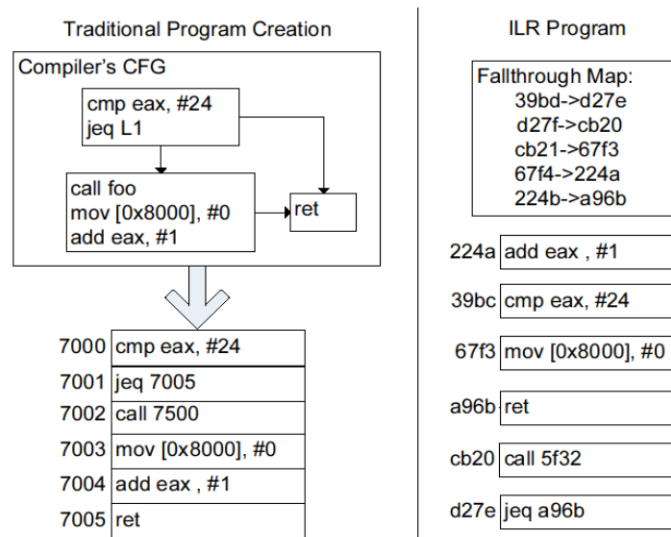 Traditional Program Creation
Compiler's CFG
cmp eax, #24
jeq L1
call foo
mov [0x8000], #0
add eax, #1
ret
7000 cmp eax, #24
7001 jeq 7005
7002 call 7500
7003 mov [0x8000], #0
7004 add eax , #1
7005 ret
ILR Program
Fallthrough Map:
39bd->d27e
d27f->cb20
cb21->67f3
67f4->224a
224b->a96b
224a add eax , #1
39bc cmp eax, #24
67f3 mov [0x8000], #0
a96b ret
cb20 call 5f32
d27e jeq a96b